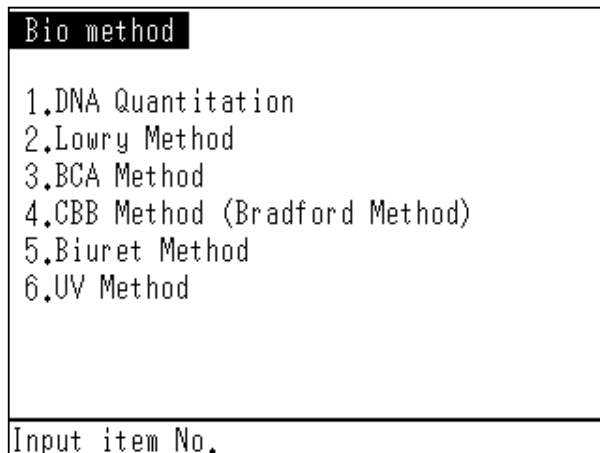 Bio method
1.DNA Quantitation
2.Lowry Method
3.BCA Method
4.CBB Method (Bradford Method)
5.Biuret Method
6.UV Method
Input item No.